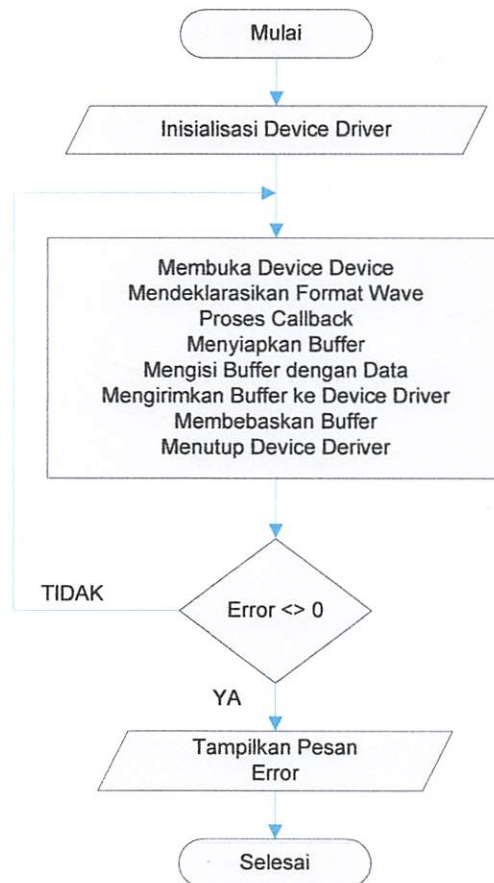 Mulai
Inisialisasi Device Driver
Membuka Device Device
Mendeklarasikan Format Wave
Proses Callback
Menyiapkan Buffer
Mengisi Buffer dengan Data
Mengirimkan Buffer ke Device Driver
Membebaskan Buffer
Menutup Device Deriver
TIDAK
Error <> 0
YA
Tampilkan Pesan
Error
Selesai